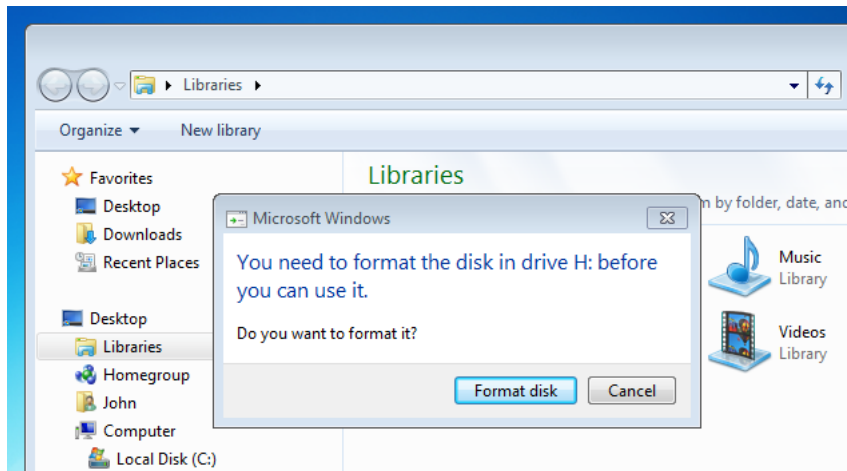 Libraries
Organize New library
Favorites
Desktop
Downloads
Recent Places
Desktop
Libraries
Homegroup
John
Computer
Local Disk (C:)
Libraries
by folder, date, and
Music
Library
Videos
Library
Microsoft Windows
You need to format the disk in drive H: before
you can use it.
Do you want to format it?
Format disk Cancel